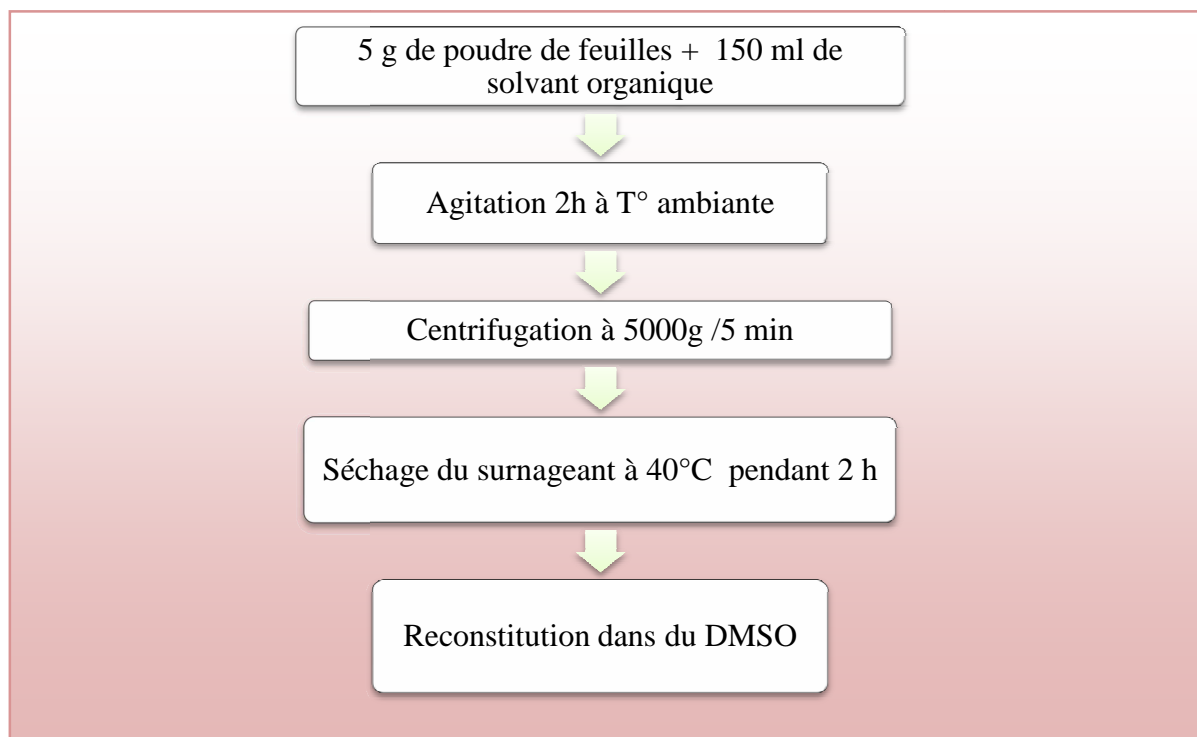 5 g de poudre de feuilles + 150 ml de
solvant organique
Agitation 2h à T° ambiante
Centrifugation à 5000g /5 min
Séchage du surnageant à 40°C pendant 2 h
Reconstitution dans du DMSO